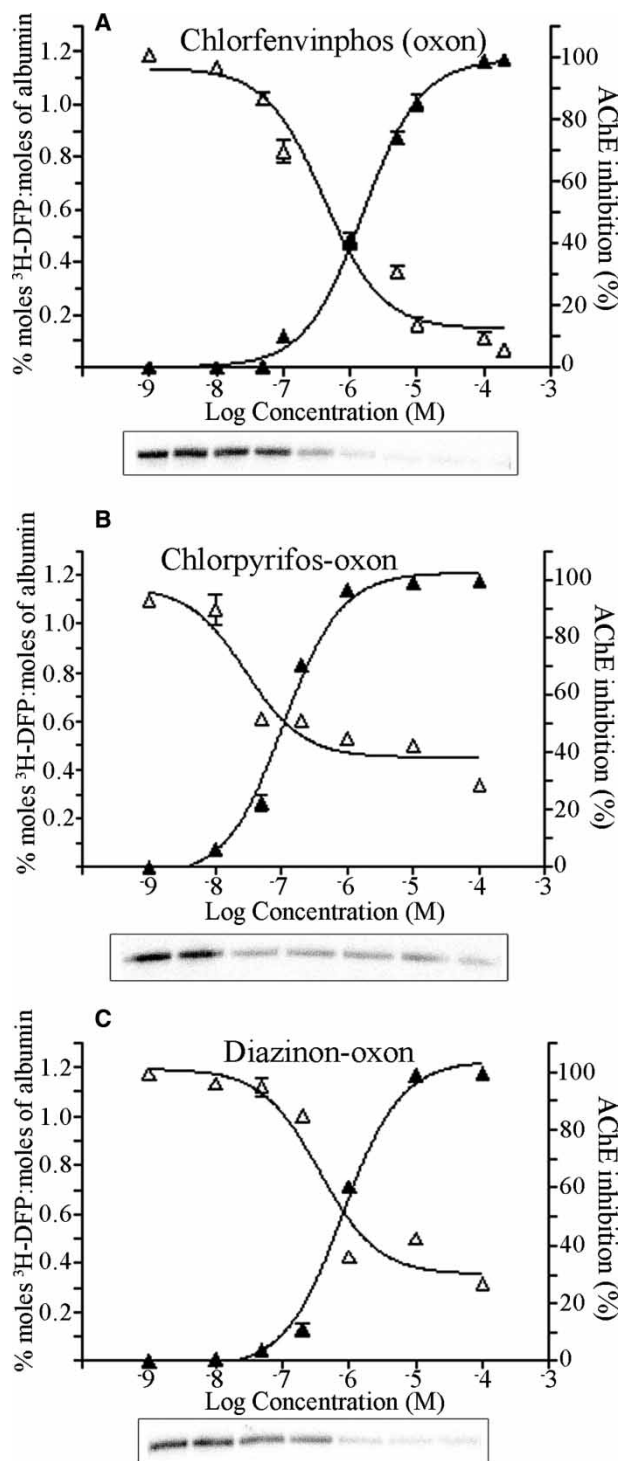 A
Chlorfenvinphos (oxon)
% moles ³H-DFP:moles of albumin
1.2
1.0
0.8
0.6
0.4
0.2
AChE inhibition (%)
100
80
60
40
20
0
-9 -8 -7 -6 -5 -4 -3
Log Concentration (M)
B
Chlorpyrifos-oxon
% moles ³H-DFP:moles of albumin
1.2
1.0
0.8
0.6
0.4
0.2
AChE inhibition (%)
100
80
60
40
20
0
-9 -8 -7 -6 -5 -4 -3
Log Concentration (M)
C
Diazinon-oxon
% moles ³H-DFP:moles of albumin
1.2
1.0
0.8
0.6
0.4
0.2
AChE inhibition (%)
100
80
60
40
20
0
-9 -8 -7 -6 -5 -4 -3
Log Concentration (M)